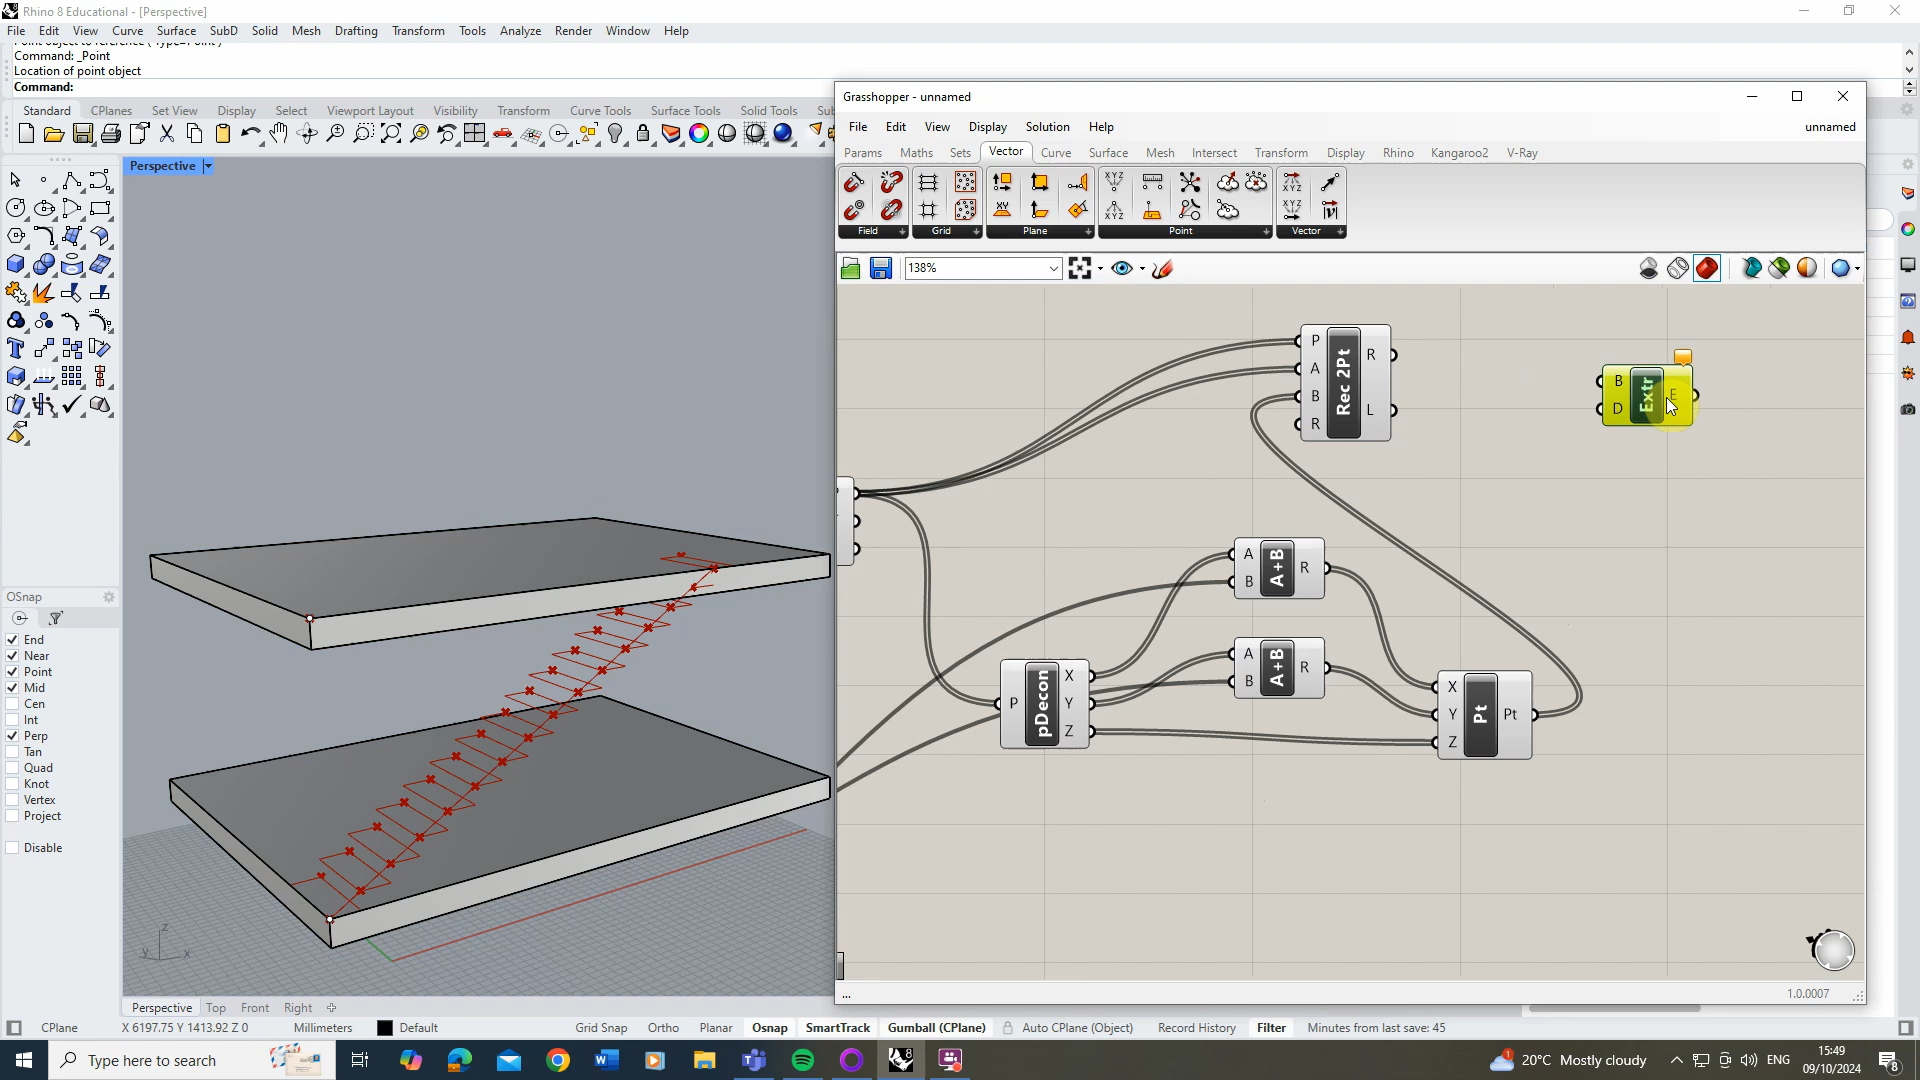 Rhino 8 Educational - [Perspective]
File Edit View Curve Surface SubD Solid Mesh Drafting Transform Tools Analyze Render Window Help
Command: _Point
Location of point object
Command:
Standard CPlanes Set View Display Select Viewport Layout Visibility Transform Curve Tools Surface Tools Solid Tools
Perspective
Grasshopper - unnamed
File Edit View Display Solution Help unnamed
Params Maths Sets Vector Curve Surface Mesh Intersect Transform Display Rhino Kangaroo2 V-Ray
Field Grid Plane Point Vector
138%
P A B R Rec 2Pt R L
B D Extr E
A B A+B R
A B A+B R
P pDecon X Y Z
X Y Z Pt Pt
...
1.0.0007
OSnap
End
Near
Point
Mid
Cen
Int
Perp
Tan
Quad
Knot
Vertex
Project
Disable
z
y x
Perspective Top Front Right
CPlane X 6197.75 Y 1413.92 Z 0 Millimeters Default Grid Snap Ortho Planar Osnap SmartTrack Gumball (CPlane) Auto CPlane (Object) Record History Filter Minutes from last save: 45
Type here to search
20°C Mostly cloudy ENG
15:49
09/10/2024
8